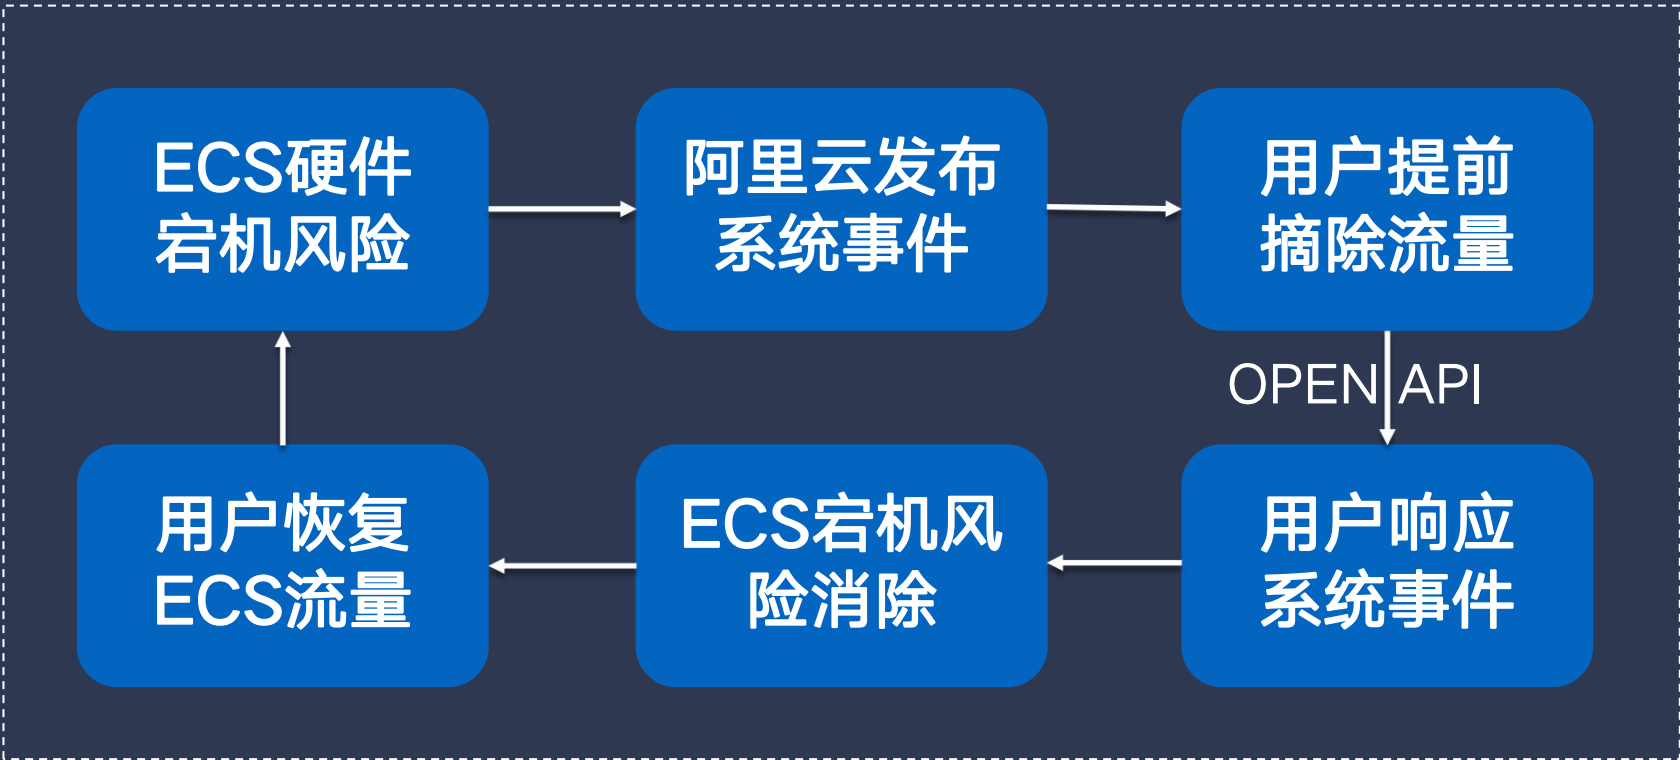 ECS硬件
宕机风险
阿里云发布
系统事件
用户提前
摘除流量
OPEN API
用户响应
系统事件
ECS宕机风
险消除
用户恢复
ECS流量